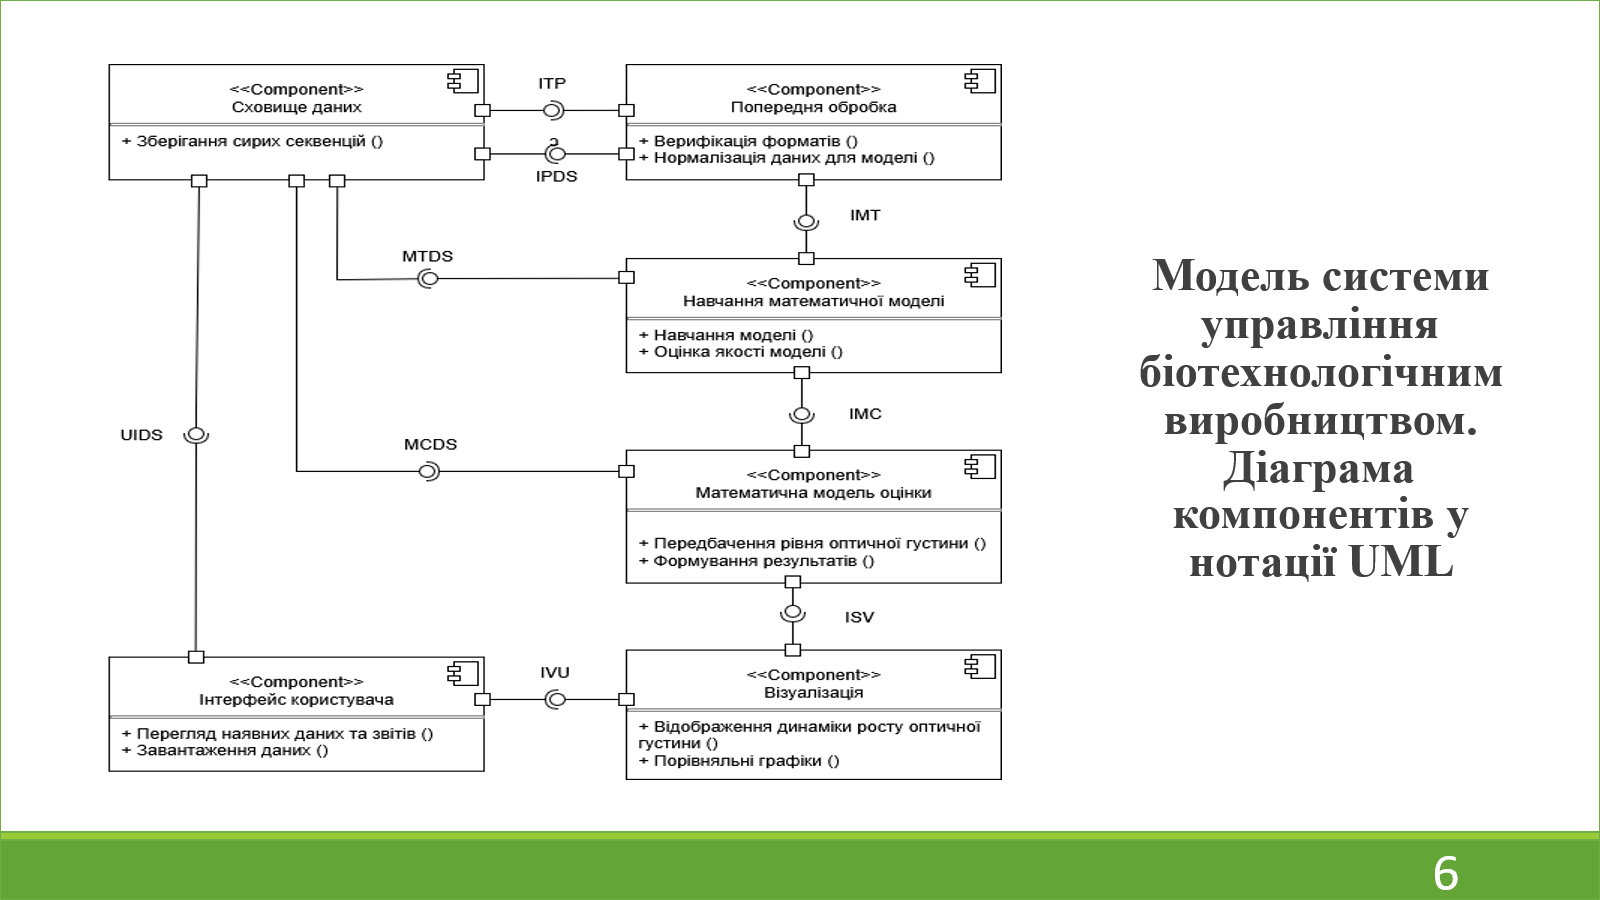 <<Component>>
Сховище даних
+ Зберігання сирих секвенцій ()
ITP
IPDS
<<Component>>
Попередня обробка
+ Верифікація форматів ()
+ Нормалізація даних для моделі ()
IMT
MTDS
<<Component>>
Навчання математичної моделі
+ Навчання моделі ()
+ Оцінка якості моделі ()
UIDS
MCDS
IMC
<<Component>>
Математична модель оцінки
+ Передбачення рівня оптичної густини ()
+ Формування результатів ()
ISV
<<Component>>
Інтерфейс користувача
+ Перегляд наявних даних та звітів ()
+ Завантаження даних ()
IVU
<<Component>>
Візуалізація
+ Відображення динаміки росту оптичної
густини ()
+ Порівняльні графіки ()
Модель системи
управління
біотехнологічним
виробництвом.
Діаграма
компонентів у
нотації UML
6